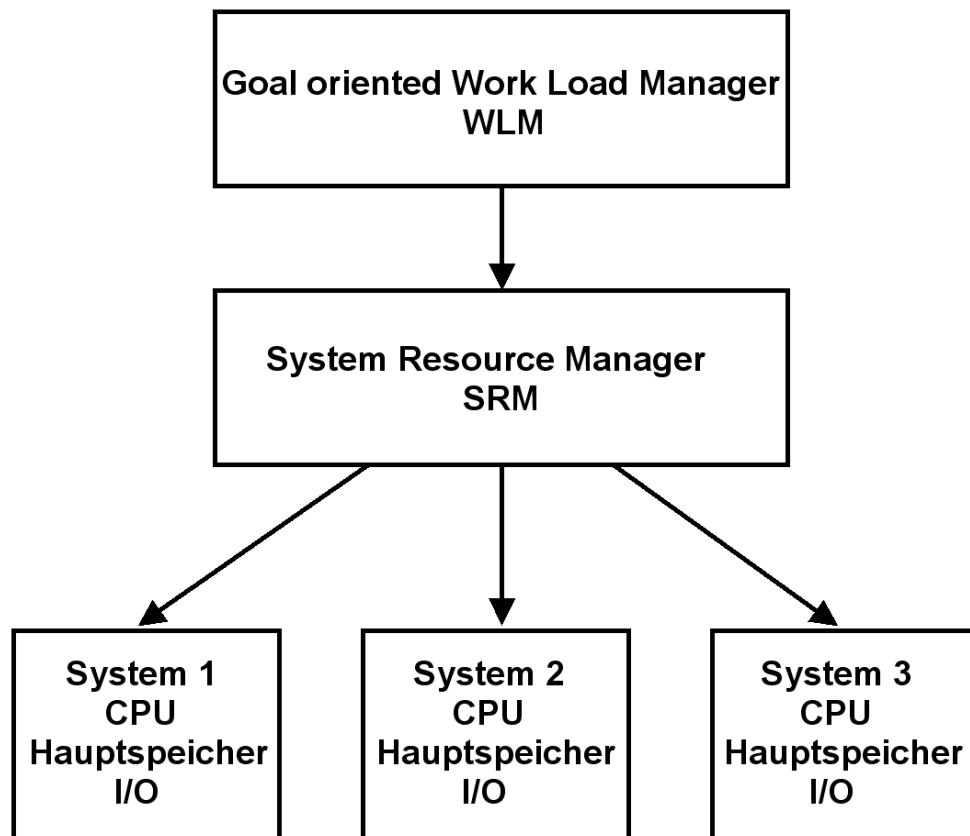 Goal oriented Work Load Manager
WLM
System Resource Manager
SRM
System 1
CPU
Hauptspeicher
I/O
System 2
CPU
Hauptspeicher
I/O
System 3
CPU
Hauptspeicher
I/O